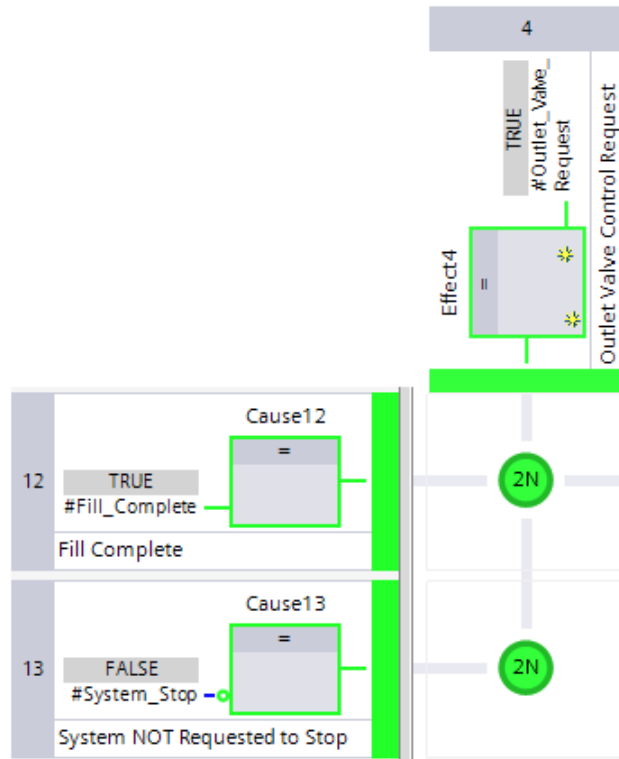 4
TRUE
#Outlet_Valve_
Request
Outlet Valve Control Request
Effect4
=
Cause12
=
12
TRUE
#Fill_Complete
2N
Fill Complete
Cause13
=
13
FALSE
#System_Stop
2N
System NOT Requested to Stop